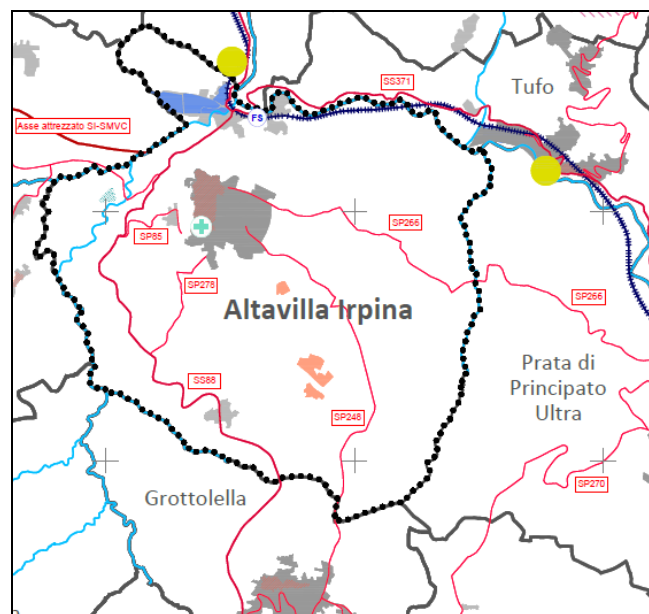 SS371
Tufo
FS
Asse attrezzato SI-SMVC
SP85
SP266
SP278
Altavilla Irpina
SP266
Prata di
Principato
Ultra
SS88
SP248
Grottolella
SP270